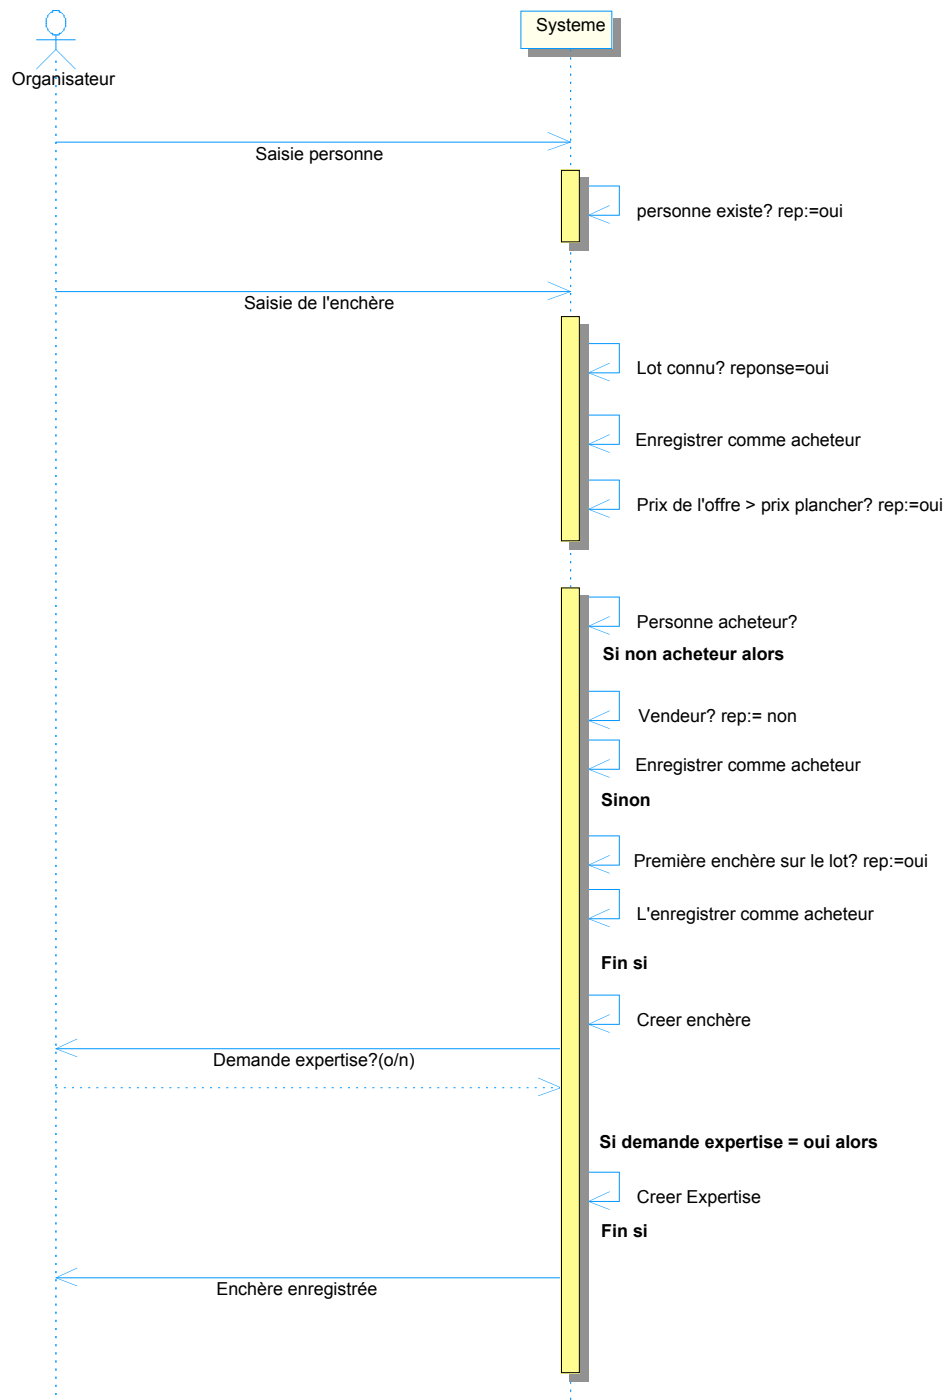 Systeme
Organisateur
Saisie personne
personne existe? rep:=oui
Saisie de l'enchère
Lot connu? reponse=oui
Enregistrer comme acheteur
Prix de l'offre > prix plancher? rep:=oui
Personne acheteur?
Si non acheteur alors
Vendeur? rep:= non
Enregistrer comme acheteur
Sinon
Première enchère sur le lot? rep:=oui
L'enregistrer comme acheteur
Fin si
Creer enchère
Demande expertise?(o/n)
Si demande expertise = oui alors
Creer Expertise
Fin si
Enchère enregistrée